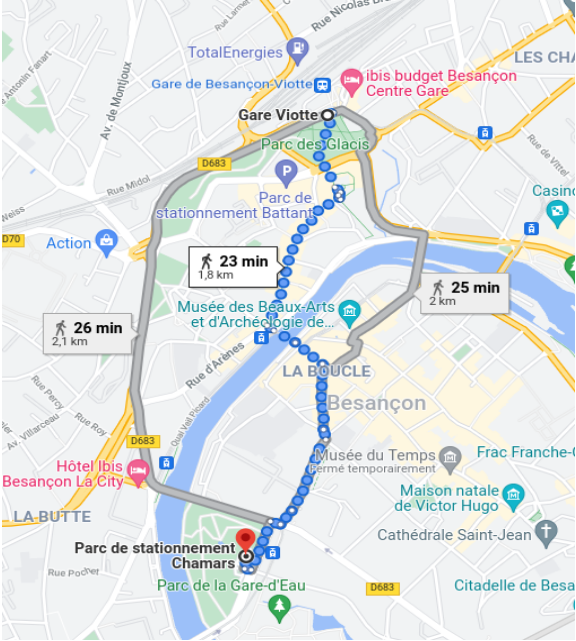 Rue Larmet
Rue Nicolas Bru
TotalEnergies
LES CHA
Antonin Fanart
Av. de Montjoux
Gare de Besançon-Viotte
ibis budget Besançon
Centre Gare
Gare Viotte
Parc des Glacis
D683
Rue Midol
P
Parc de
stationnement Battant
Rue de Vittel
Casino
Weiss
D70
Action
23 min
1,8 km
25 min
2 km
Musée des Beaux-Arts
et d'Archéologie de...
26 min
2,1 km
Rue d'Arènes
LA BOUCLE
Rue Peroy
Av. Villarceau
Rue Roy
Quai Veil Picard
Besançon
D683
Musée du Temps
Fermé temporairement
Frac Franche-C
Hôtel Ibis
Besançon La City
Maison natale
de Victor Hugo
LA BUTTE
Cathédrale Saint-Jean
Parc de stationnement
Chamars
Parc de la Gare-d'Eau
D683
Citadelle de Besa